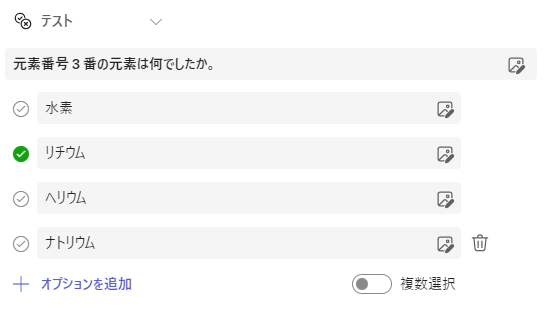 テスト
元素番号３番の元素は何でしたか。
水素
リチウム
ヘリウム
ナトリウム
オプションを追加 複数選択